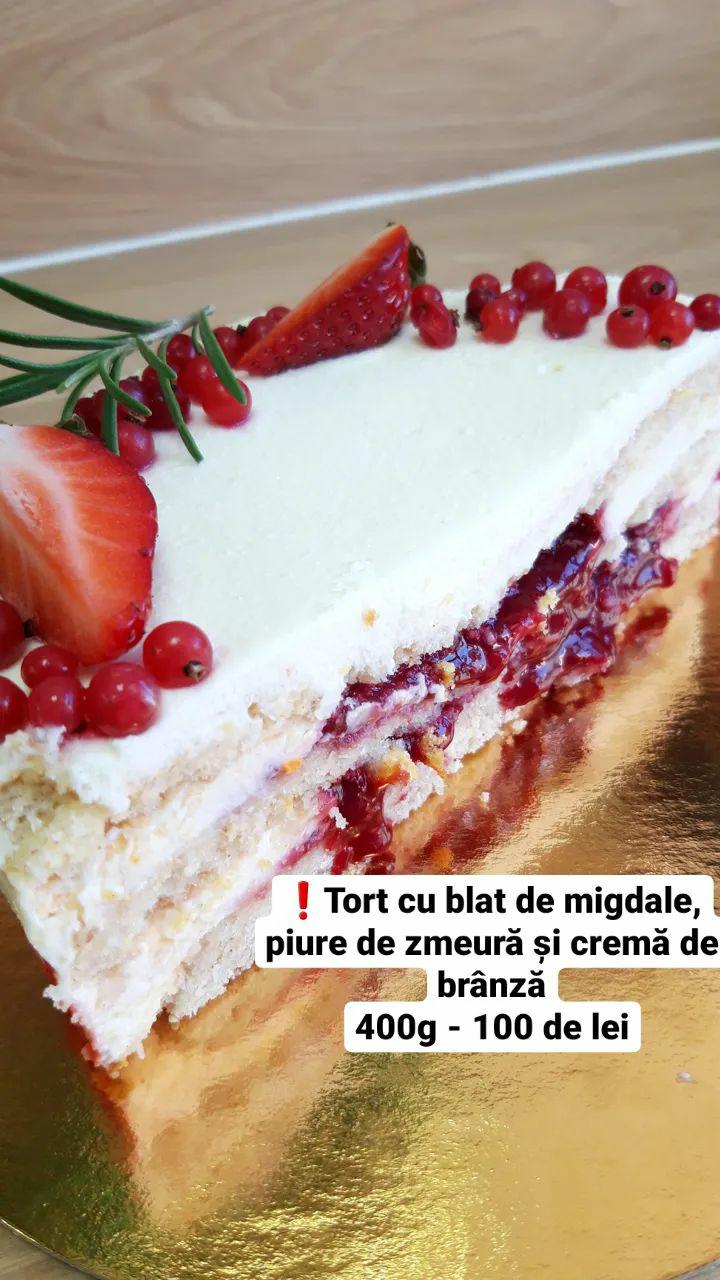 ❗Tort cu blat de migdale,
piure de zmeură și cremă de
brânză
400g - 100 de lei